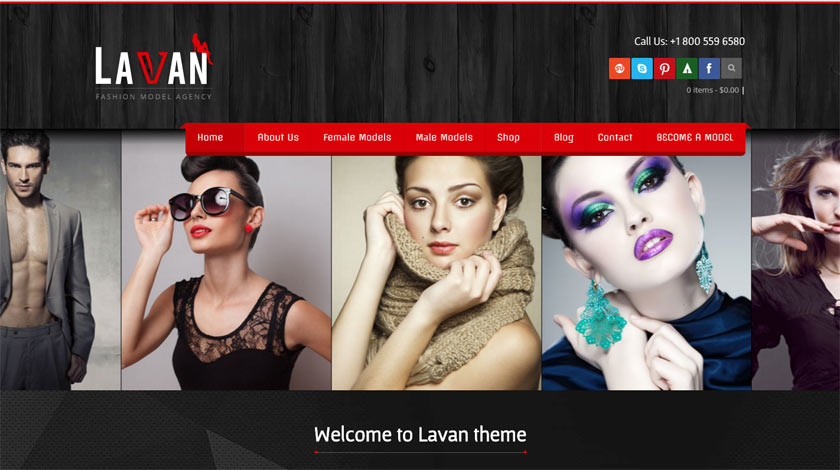 Call Us: +1 800 559 6580
LAVAN
FASHION MODEL AGENCY
0 items - $0.00
Home About Us Female Models Male Models Shop Blog Contact BECOME A MODEL
Welcome to Lavan theme